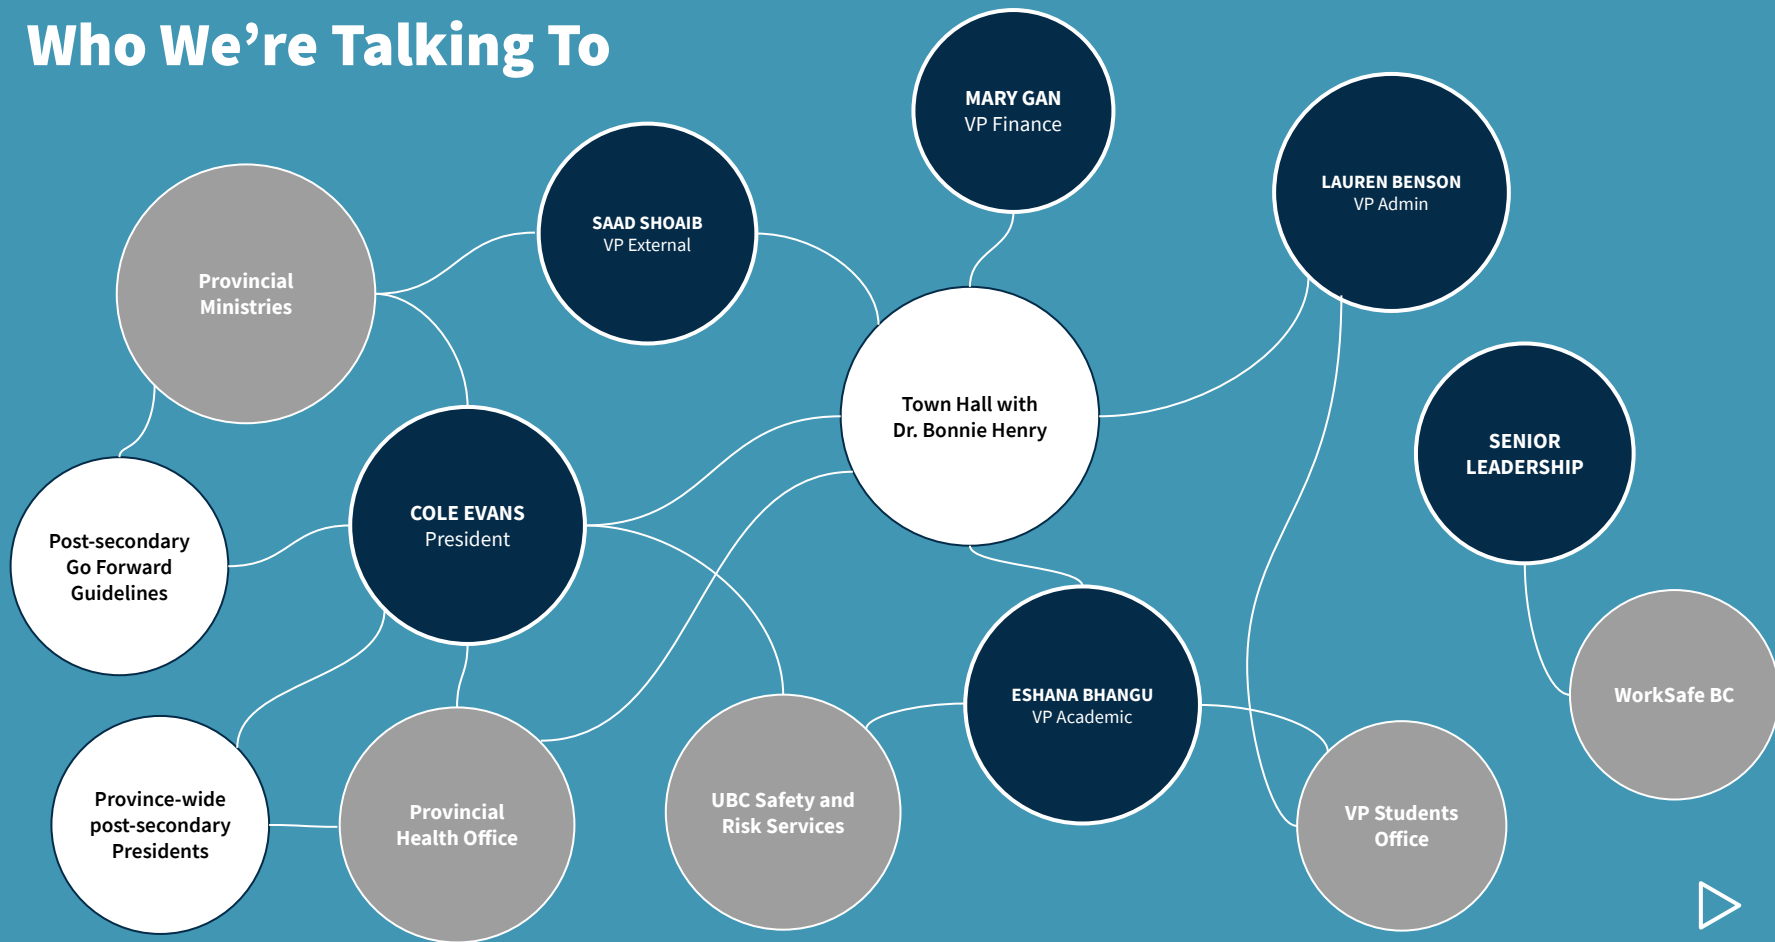 Who We’re Talking To
MARY GAN
VP Finance
LAUREN BENSON
VP Admin
SAAD SHOAIB
VP External
Provincial
Ministries
Town Hall with
Dr. Bonnie Henry
SENIOR
LEADERSHIP
COLE EVANS
President
Post-secondary
Go Forward
Guidelines
ESHANA BHANGU
VP Academic
WorkSafe BC
Province-wide
post-secondary
Presidents
Provincial
Health Office
UBC Safety and
Risk Services
VP Students
Office